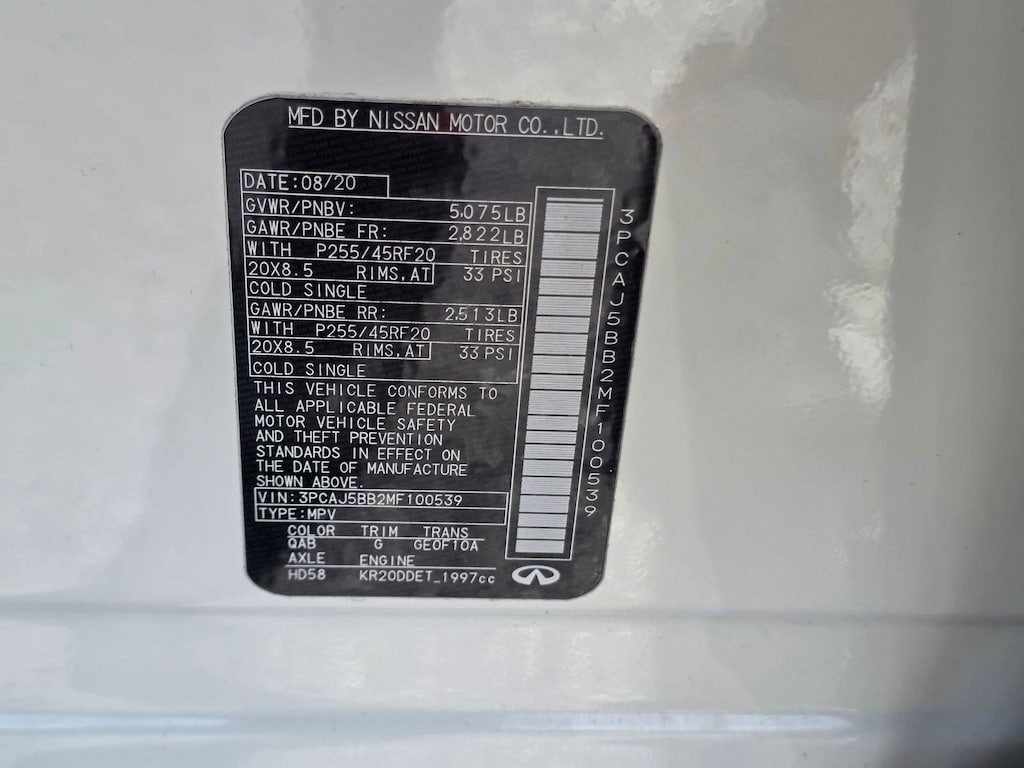 MFD BY NISSAN MOTOR CO.,LTD.
DATE:08/20
GVWR/PNBV: 5,075LB
GAWR/PNBE FR: 2,822LB
WITH P255/45RF20 TIRES
20X8.5 RIMS,AT 33 PSI
COLD SINGLE
GAWR/PNBE RR: 2,513LB
WITH P255/45RF20 TIRES
20X8.5 RIMS,AT 33 PSI
COLD SINGLE
THIS VEHICLE CONFORMS TO
ALL APPLICABLE FEDERAL
MOTOR VEHICLE SAFETY
AND THEFT PREVENTION
STANDARDS IN EFFECT ON
THE DATE OF MANUFACTURE
SHOWN ABOVE.
VIN:3PCAJ5BB2MF100539
TYPE:MPV
COLOR TRIM TRANS
QAB G GE0F10A
AXLE ENGINE
HD58 KR20DDET_1997cc
3PCAJ5BB2MF100539